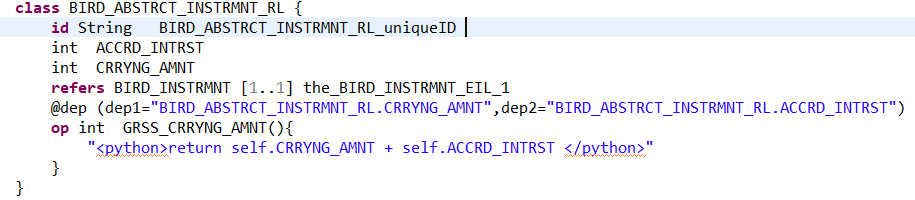 class BIRD_ABSTRCT_INSTRMNT_RL {
    id String   BIRD_ABSTRCT_INSTRMNT_RL_uniqueID
    int  ACCRD_INTRST
    int  CRRYNG_AMNT
    refers BIRD_INSTRMNT [1..1] the_BIRD_INSTRMNT_EIL_1
    @dep (dep1="BIRD_ABSTRCT_INSTRMNT_RL.CRRYNG_AMNT",dep2="BIRD_ABSTRCT_INSTRMNT_RL.ACCRD_INTRST")
    op int  GRSS_CRRYNG_AMNT(){
        "<python>return self.CRRYNG_AMNT + self.ACCRD_INTRST </python>"
    }
}